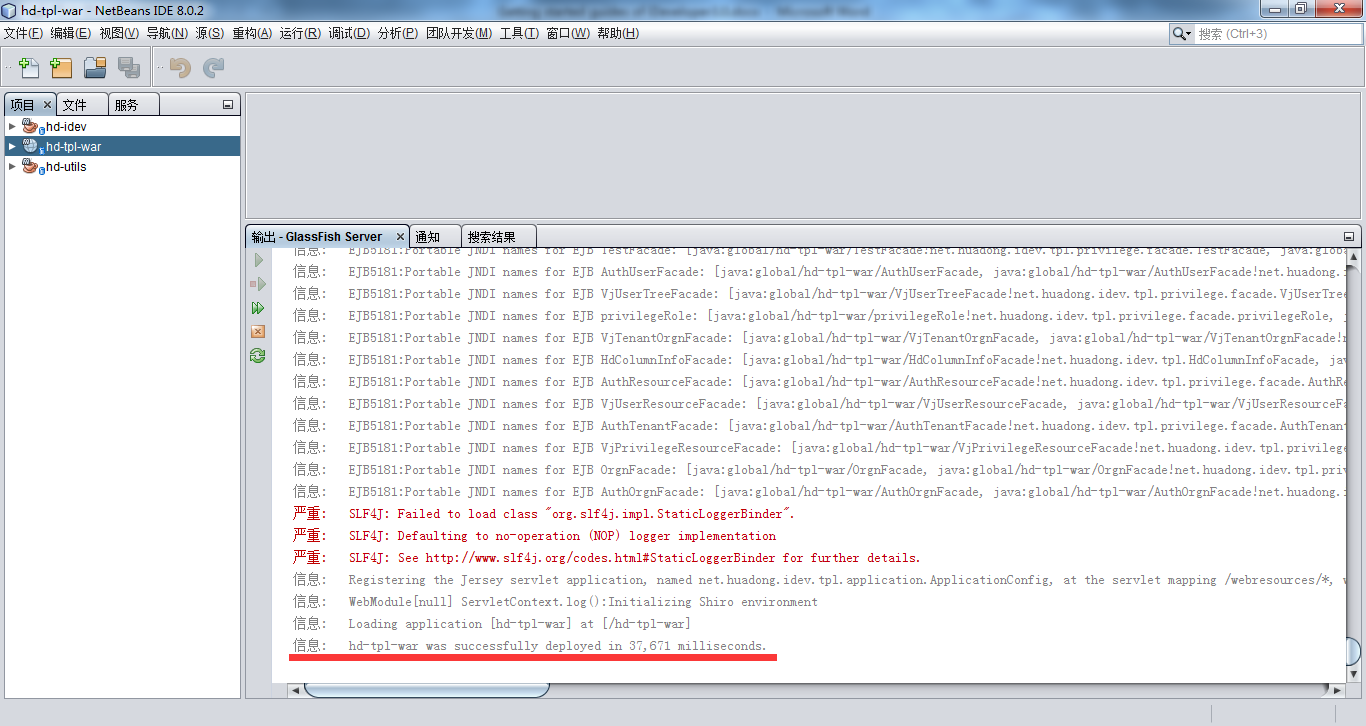 hd-tpl-war - NetBeans IDE 8.0.2
Getting started guides of iDeveloper3.0.docx - Microsoft Word
文件(F) 编辑(E) 视图(V) 导航(N) 源(S) 重构(A) 运行(R) 调试(D) 分析(P) 团队开发(M) 工具(T) 窗口(W) 帮助(H)
搜索 (Ctrl+3)
项目 文件 服务
hd-idev
hd-tpl-war
hd-utils
输出 - GlassFish Server 通知 搜索结果
信息: EJB5181:Portable JNDI names for EJB TestFacade: [java:global/hd-tpl-war/TestFacade!net.huadong.idev.tpl.privilege.facade.TestFacade, java:glob
信息: EJB5181:Portable JNDI names for EJB AuthUserFacade: [java:global/hd-tpl-war/AuthUserFacade, java:global/hd-tpl-war/AuthUserFacade!net.huadong.
信息: EJB5181:Portable JNDI names for EJB VjUserTreeFacade: [java:global/hd-tpl-war/VjUserTreeFacade!net.huadong.idev.tpl.privilege.facade.VjUserTre
信息: EJB5181:Portable JNDI names for EJB privilegeRole: [java:global/hd-tpl-war/privilegeRole!net.huadong.idev.tpl.privilege.facade.privilegeRole,
信息: EJB5181:Portable JNDI names for EJB VjTenantOrgnFacade: [java:global/hd-tpl-war/VjTenantOrgnFacade, java:global/hd-tpl-war/VjTenantOrgnFacade!
信息: EJB5181:Portable JNDI names for EJB HdColumnInfoFacade: [java:global/hd-tpl-war/HdColumnInfoFacade!net.huadong.idev.tpl.HdColumnInfoFacade, ja
信息: EJB5181:Portable JNDI names for EJB AuthResourceFacade: [java:global/hd-tpl-war/AuthResourceFacade!net.huadong.idev.tpl.privilege.facade.AuthR
信息: EJB5181:Portable JNDI names for EJB VjUserResourceFacade: [java:global/hd-tpl-war/VjUserResourceFacade, java:global/hd-tpl-war/VjUserResourceFa
信息: EJB5181:Portable JNDI names for EJB AuthTenantFacade: [java:global/hd-tpl-war/AuthTenantFacade!net.huadong.idev.tpl.privilege.facade.AuthTenan
信息: EJB5181:Portable JNDI names for EJB VjPrivilegeResourceFacade: [java:global/hd-tpl-war/VjPrivilegeResourceFacade!net.huadong.idev.tpl.privilege
信息: EJB5181:Portable JNDI names for EJB OrgnFacade: [java:global/hd-tpl-war/OrgnFacade, java:global/hd-tpl-war/OrgnFacade!net.huadong.idev.tpl.pri
信息: EJB5181:Portable JNDI names for EJB AuthOrgnFacade: [java:global/hd-tpl-war/AuthOrgnFacade, java:global/hd-tpl-war/AuthOrgnFacade!net.huadong.
严重: SLF4J: Failed to load class "org.slf4j.impl.StaticLoggerBinder".
严重: SLF4J: Defaulting to no-operation (NOP) logger implementation
严重: SLF4J: See http://www.slf4j.org/codes.html#StaticLoggerBinder for further details.
信息: Registering the Jersey servlet application, named net.huadong.idev.tpl.application.ApplicationConfig, at the servlet mapping /webresources/*,
信息: WebModule[null] ServletContext.log():Initializing Shiro environment
信息: Loading application [hd-tpl-war] at [/hd-tpl-war]
信息: hd-tpl-war was successfully deployed in 37,671 milliseconds.